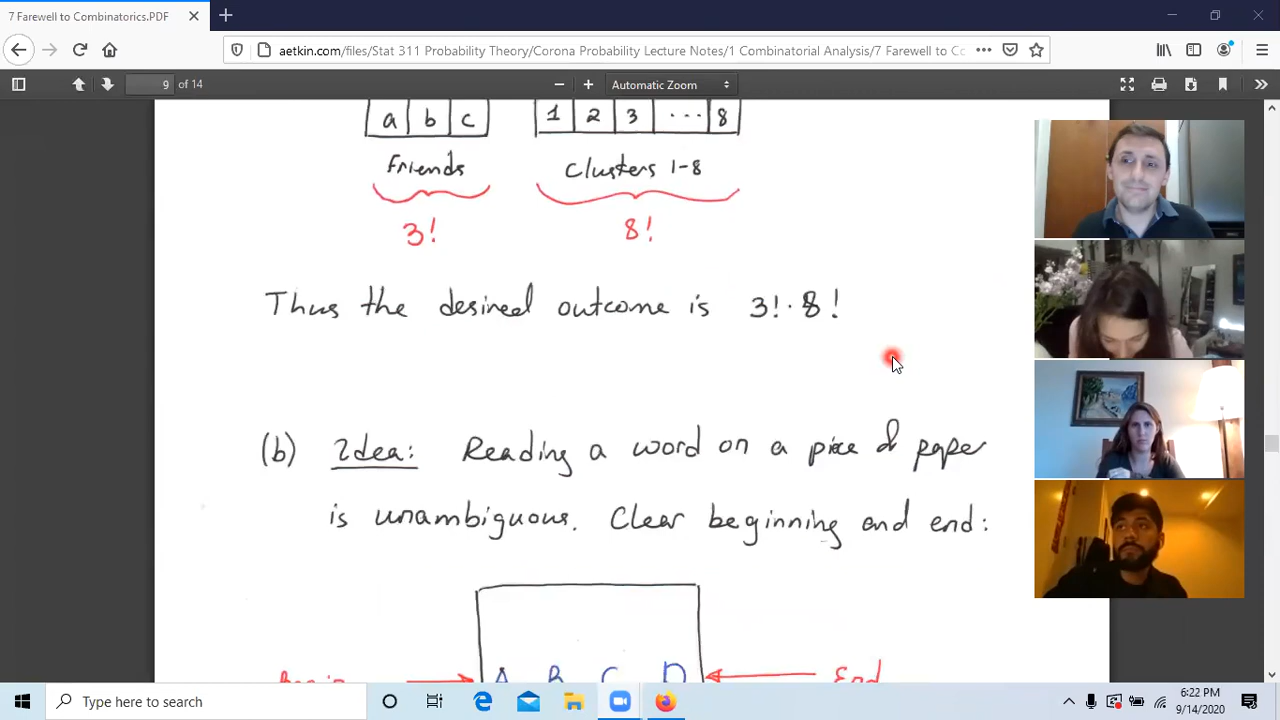 7 Farewell to Combinatorics.PDF
aetkin.com/files/Stat 311 Probability Theory/Corona Probability Lecture Notes/1 Combinatorial Analysis/7 Farewell to Co
9 of 14
Automatic Zoom
a b c 1 2 3 ... 8
Friends Clusters 1-8
3! 8!
Thus the desired outcome is 3! · 8!
(b) Idea: Reading a word on a piece of paper
is unambiguous. Clear beginning and end:
A B C D End
Type here to search
6:22 PM
9/14/2020